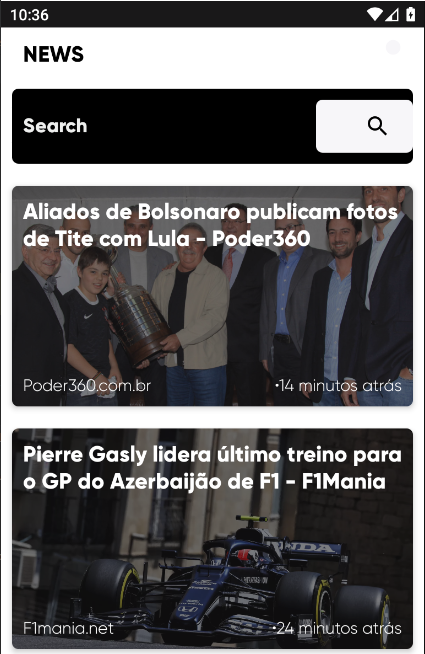 10:36
NEWS
Search
Aliados de Bolsonaro publicam fotos
de Tite com Lula - Poder360
Poder360.com.br
•14 minutos atrás
Pierre Gasly lidera último treino para
o GP do Azerbaijão de F1 - F1Mania
HONDA
F1mania.net
•24 minutos atrás